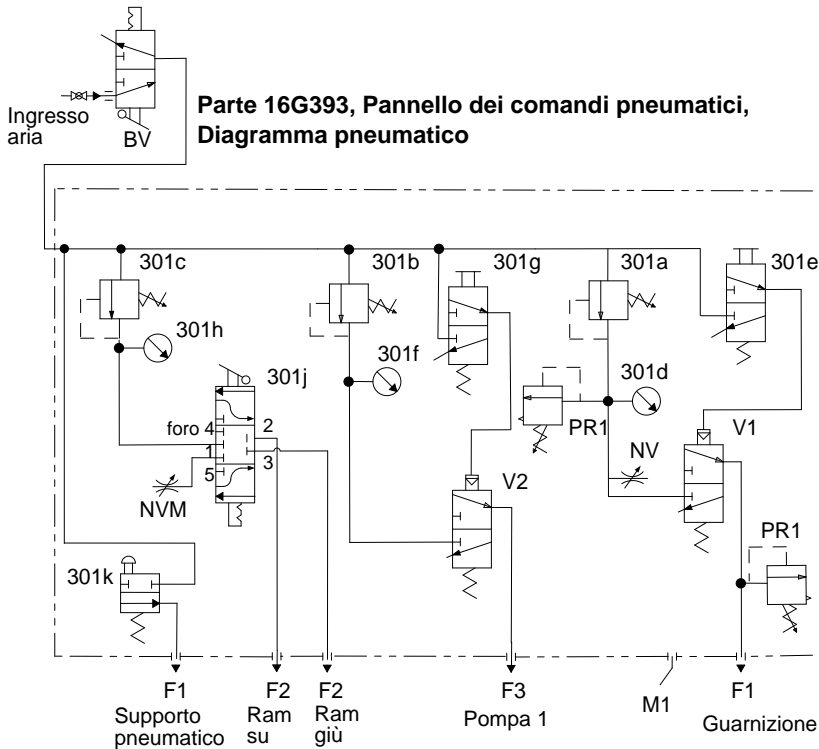 Ingresso
aria
BV
Parte 16G393, Pannello dei comandi pneumatici,
Diagramma pneumatico
301c
301b
301g
301a
301e
301h
301f
301d
301j
foro 4
2
1
3
5
NVM
PR1
NV
V1
V2
PR1
301k
F1
F2
F2
F3
M1
F1
Supporto
pneumatico
Ram
su
Ram
giù
Pompa 1
Guarnizione